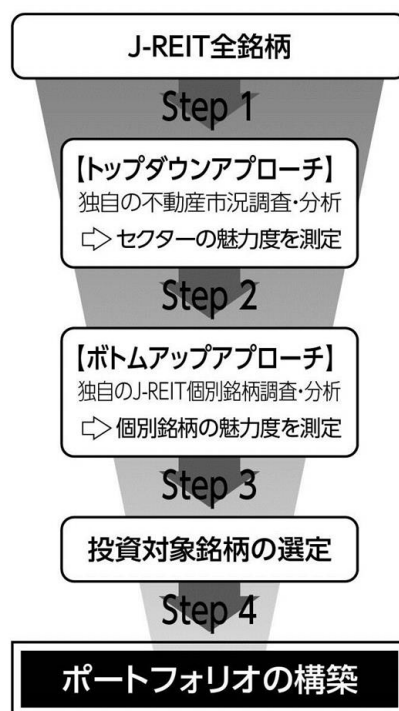 J-REIT全銘柄
Step 1
【トップダウンアプローチ】
独自の不動産市況調査・分析
⇨セクターの魅力度を測定
Step 2
【ボトムアップアプローチ】
独自のJ-REIT個別銘柄調査・分析
⇨個別銘柄の魅力度を測定
Step 3
投資対象銘柄の選定
Step 4
ポートフォリオの構築